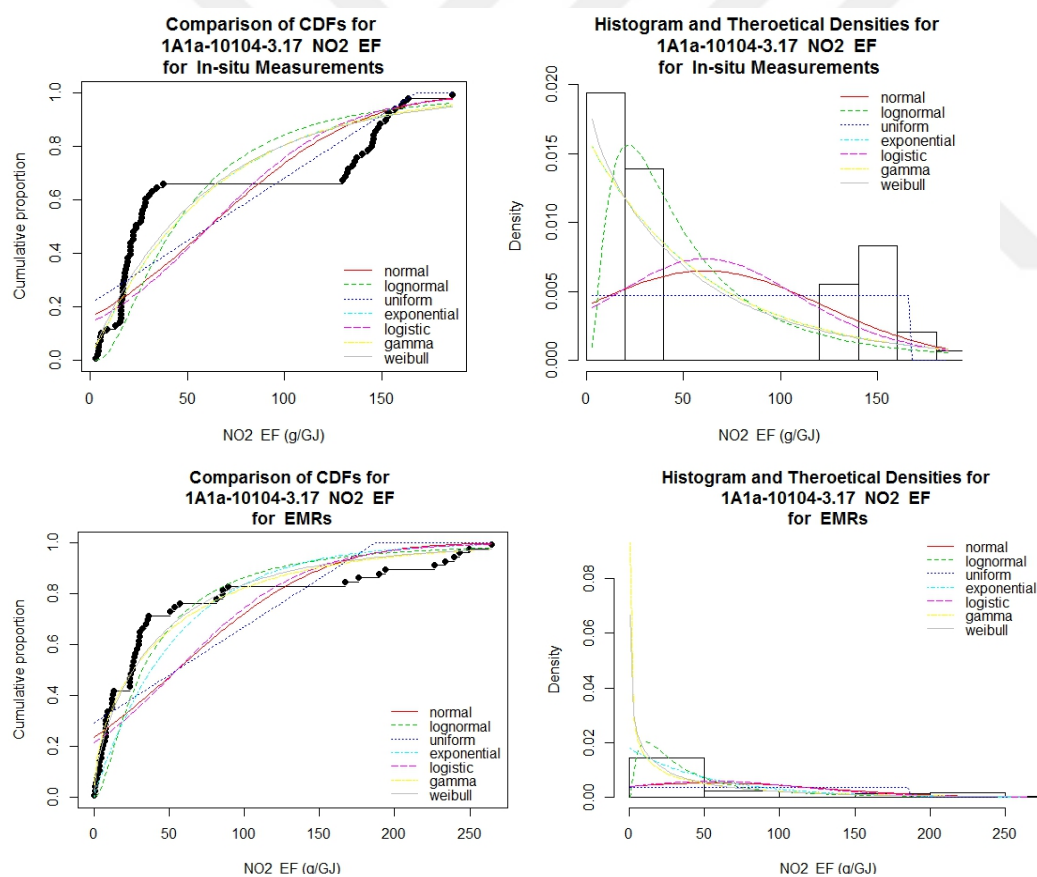 Comparison of CDFs for
1A1a-10104-3.17 NO2 EF
for In-situ Measurements
Cumulative proportion
1.0
0.8
0.6
0.4
0.2
0.0
normal
lognormal
uniform
exponential
logistic
gamma
weibull
0 50 100 150
NO2 EF (g/GJ)
Histogram and Theroetical Densities for
1A1a-10104-3.17 NO2 EF
for In-situ Measurements
Density
0.020
0.015
0.010
0.005
0.000
normal
lognormal
uniform
exponential
logistic
gamma
weibull
0 50 100 150
NO2 EF (g/GJ)
Comparison of CDFs for
1A1a-10104-3.17 NO2 EF
for EMRs
Cumulative proportion
1.0
0.8
0.6
0.4
0.2
0.0
normal
lognormal
uniform
exponential
logistic
gamma
weibull
0 50 100 150 200 250
NO2 EF (g/GJ)
Histogram and Theroetical Densities for
1A1a-10104-3.17 NO2 EF
for EMRs
Density
0.08
0.06
0.04
0.02
0.00
normal
lognormal
uniform
exponential
logistic
gamma
weibull
0 50 100 150 200 250
NO2 EF (g/GJ)